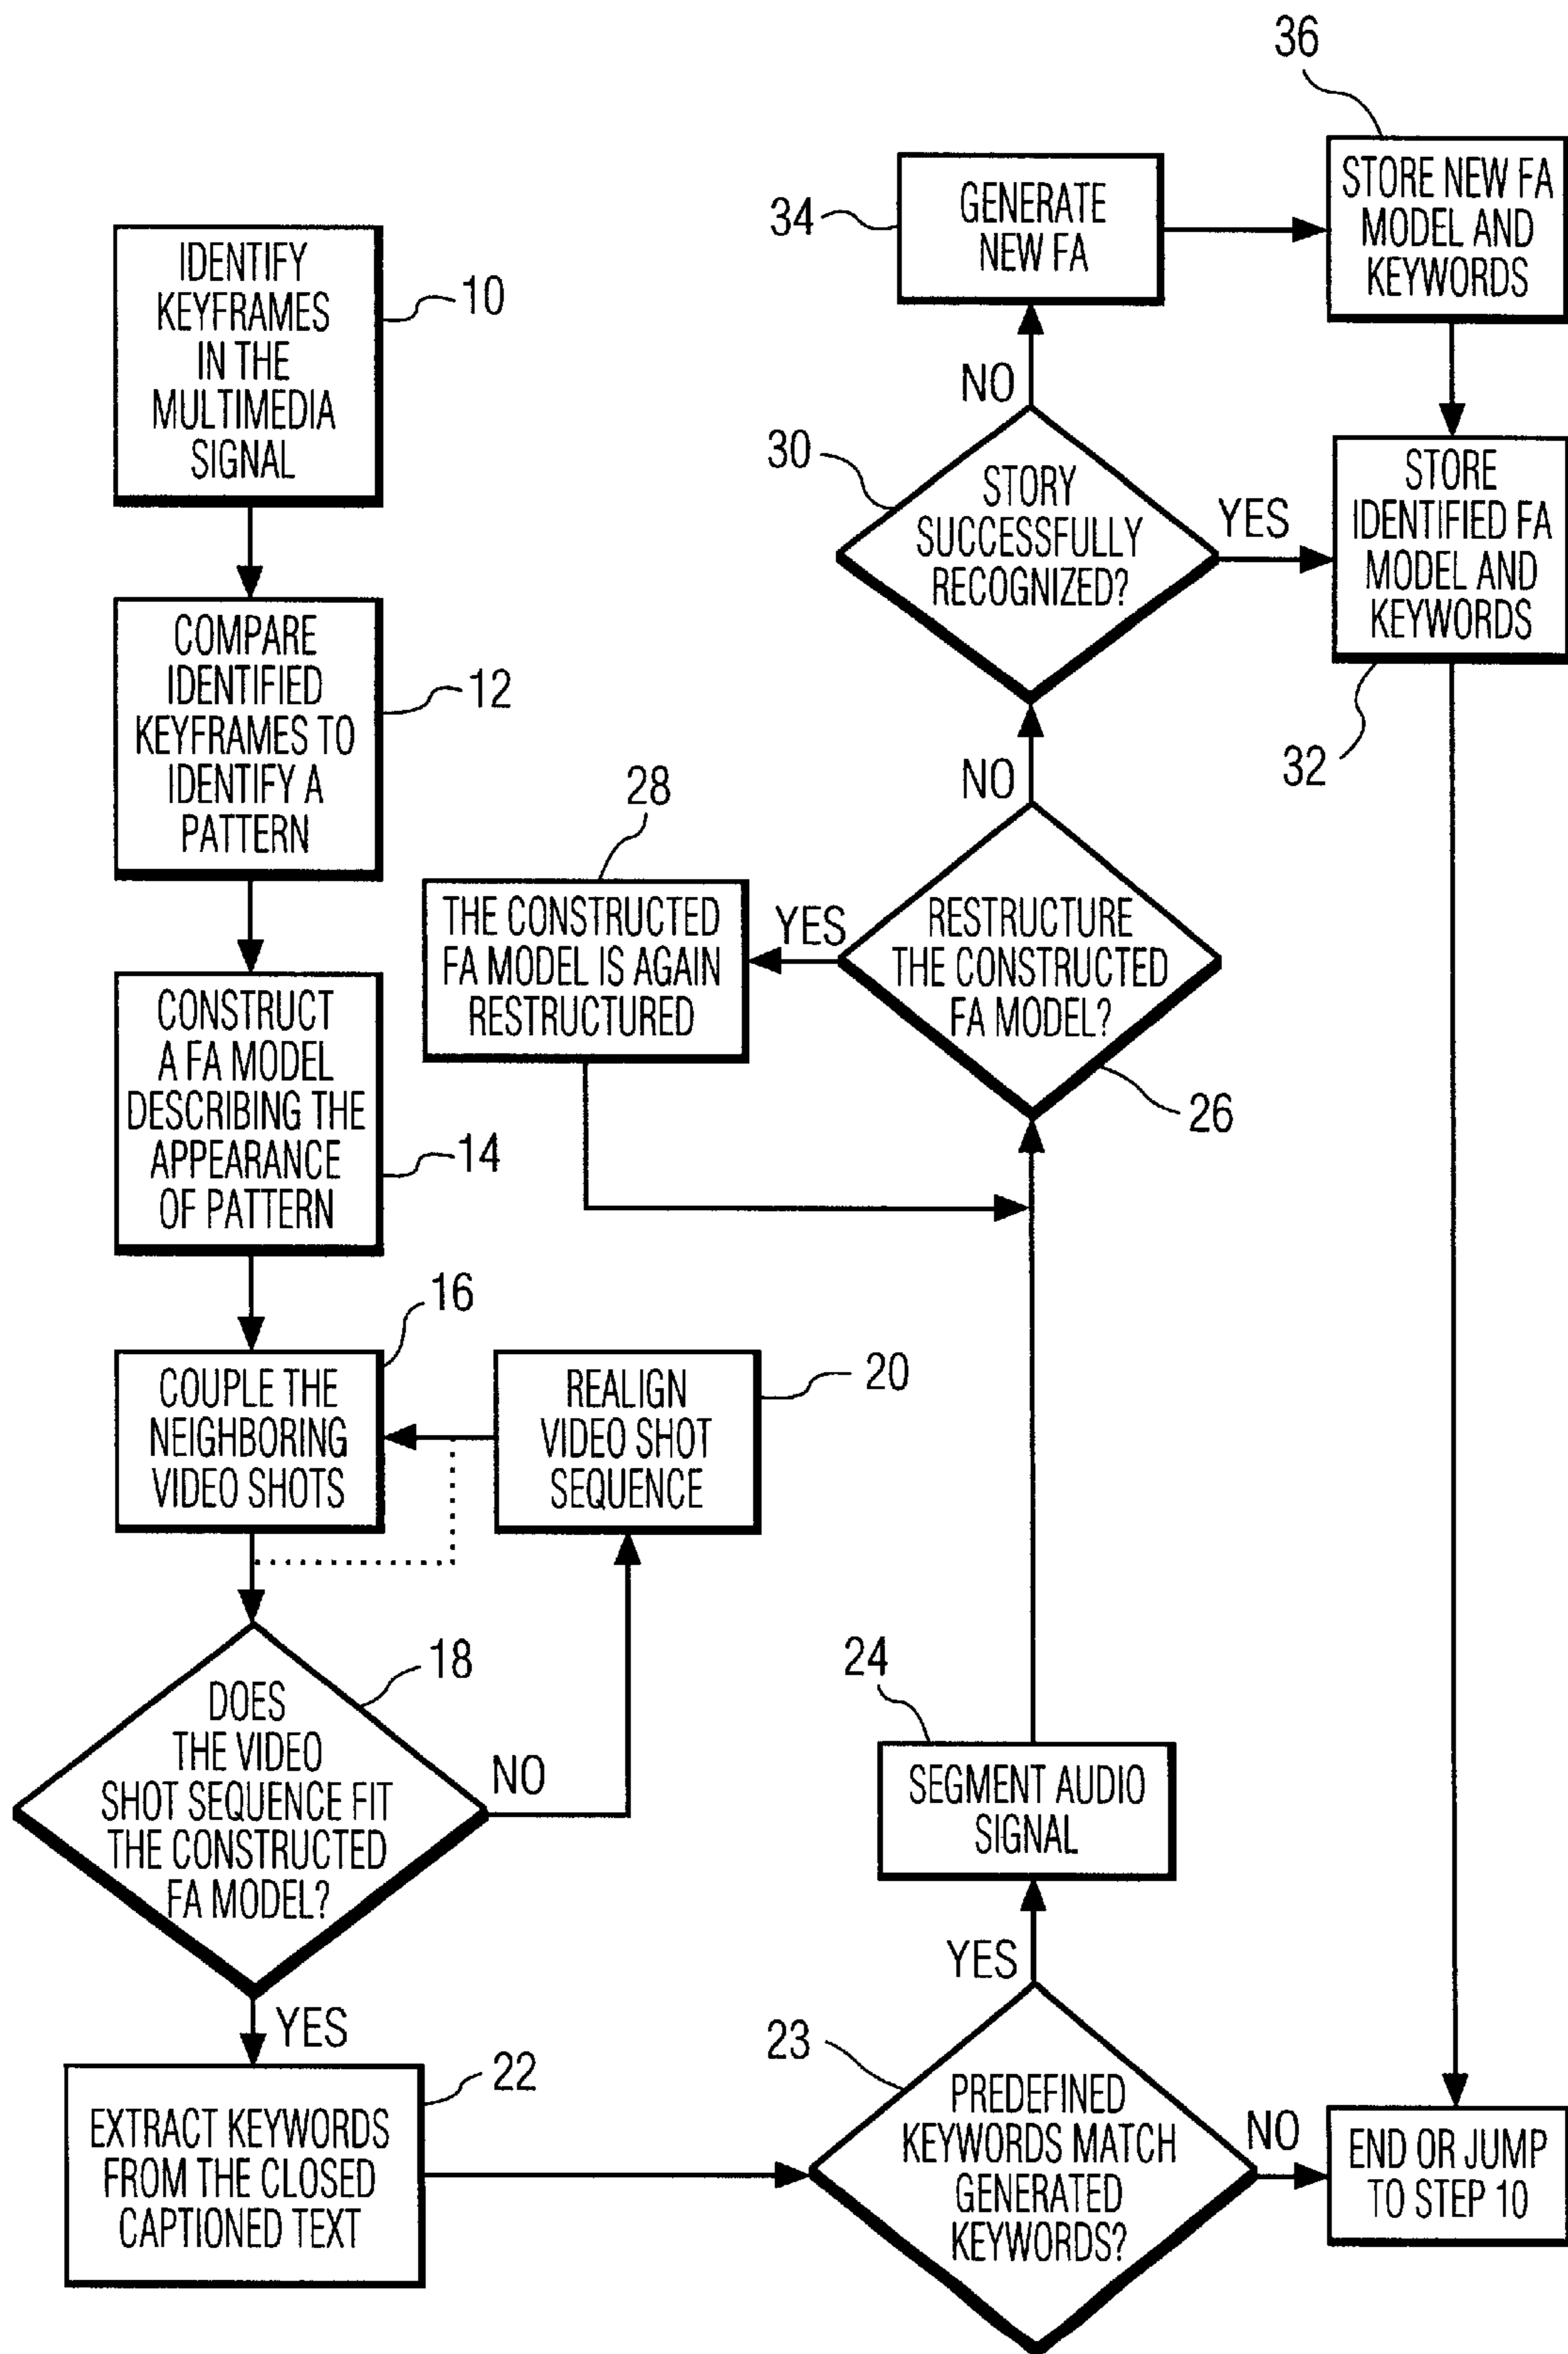 IDENTIFY
KEYFRAMES
IN THE
MULTIMEDIA
SIGNAL
10
COMPARE
IDENTIFIED
KEYFRAMES TO
IDENTIFY A
PATTERN
12
CONSTRUCT
A FA MODEL
DESCRIBING THE
APPEARANCE
OF PATTERN
14
COUPLE THE
NEIGHBORING
VIDEO SHOTS
16
REALIGN
VIDEO SHOT
SEQUENCE
20
DOES
THE VIDEO
SHOT SEQUENCE FIT
THE CONSTRUCTED
FA MODEL?
18
NO
YES
EXTRACT KEYWORDS
FROM THE CLOSED
CAPTIONED TEXT
22
PREDEFINED
KEYWORDS MATCH
GENERATED
KEYWORDS?
23
NO
YES
END OR JUMP
TO STEP 10
SEGMENT AUDIO
SIGNAL
24
RESTRUCTURE
THE CONSTRUCTED
FA MODEL?
26
YES
NO
THE CONSTRUCTED
FA MODEL IS AGAIN
RESTRUCTURED
28
STORY
SUCCESSFULLY
RECOGNIZED?
30
YES
NO
GENERATE
NEW FA
34
STORE NEW FA
MODEL AND
KEYWORDS
36
STORE
IDENTIFIED FA
MODEL AND
KEYWORDS
32